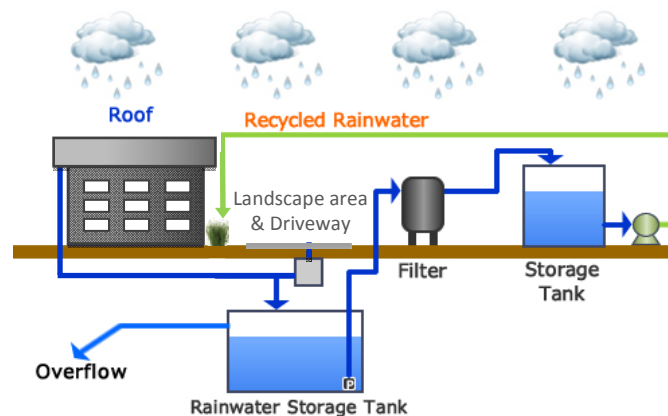 Roof
Recycled Rainwater
Landscape area
& Driveway
Filter
Storage
Tank
P
Overflow
Rainwater Storage Tank